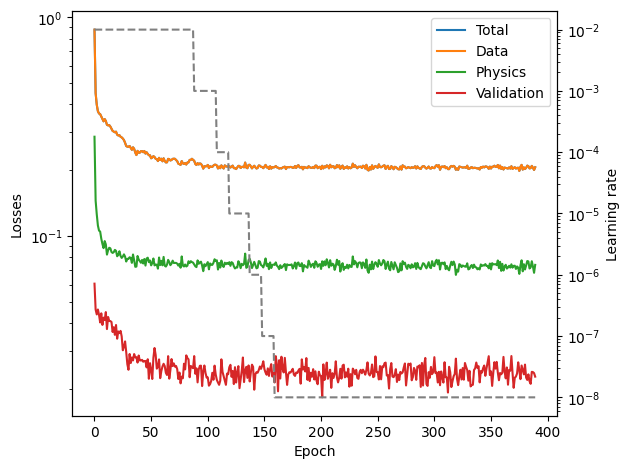 Total
Data
Physics
Validation
Losses
10⁰
10⁻¹
0 50 100 150 200 250 300 350 400
Epoch
10⁻²
10⁻³
10⁻⁴
10⁻⁵
10⁻⁶
10⁻⁷
10⁻⁸
Learning rate